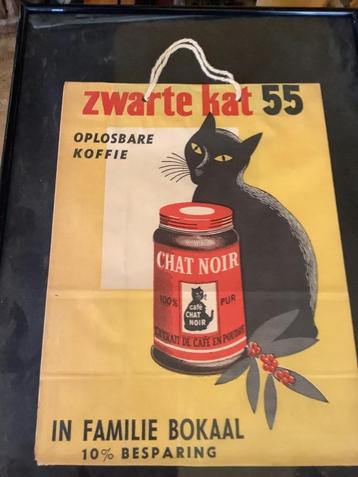 zwarte kat 55
OPLOSBARE
KOFFIE
CHAT NOIR
100% PUR
café
CHAT
NOIR
EXTRAIT DE CAFÉ EN POUDRE
IN FAMILIE BOKAAL
10% BESPARING